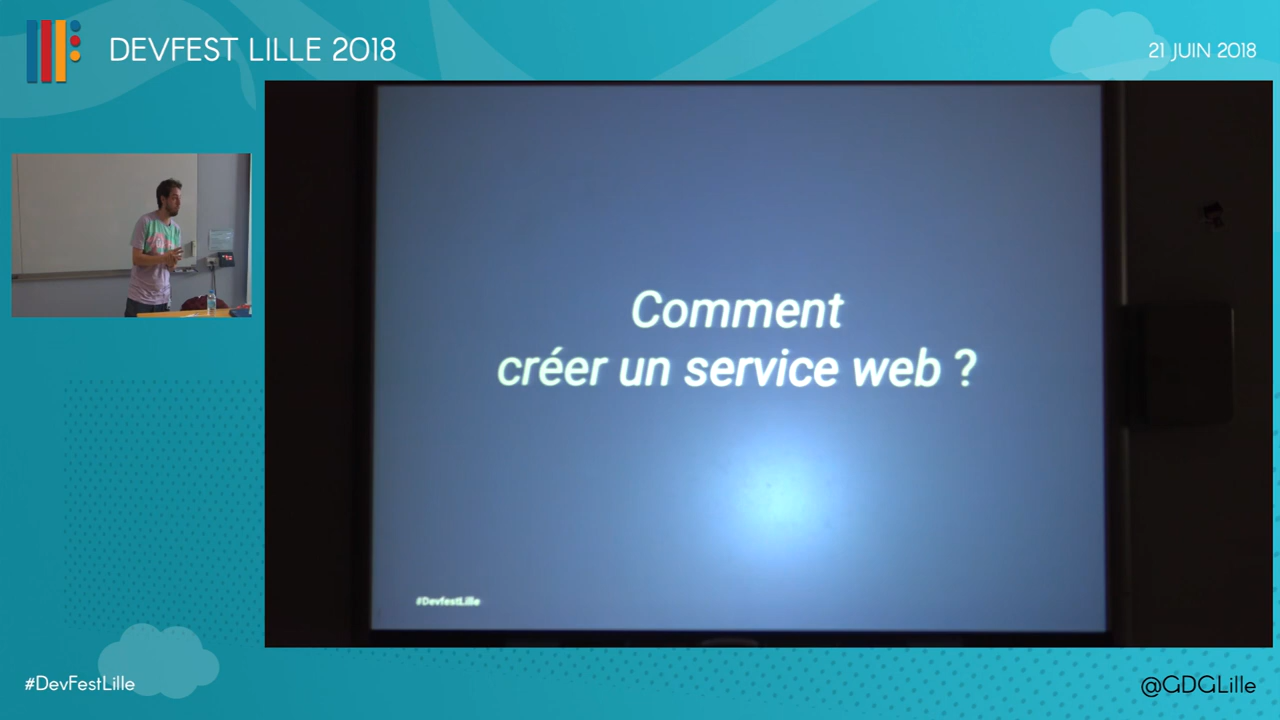 DEVFEST LILLE 2018
21 JUIN 2018
Comment
créer un service web ?
#DevfestLille
#DevFestLille
@GDGLille